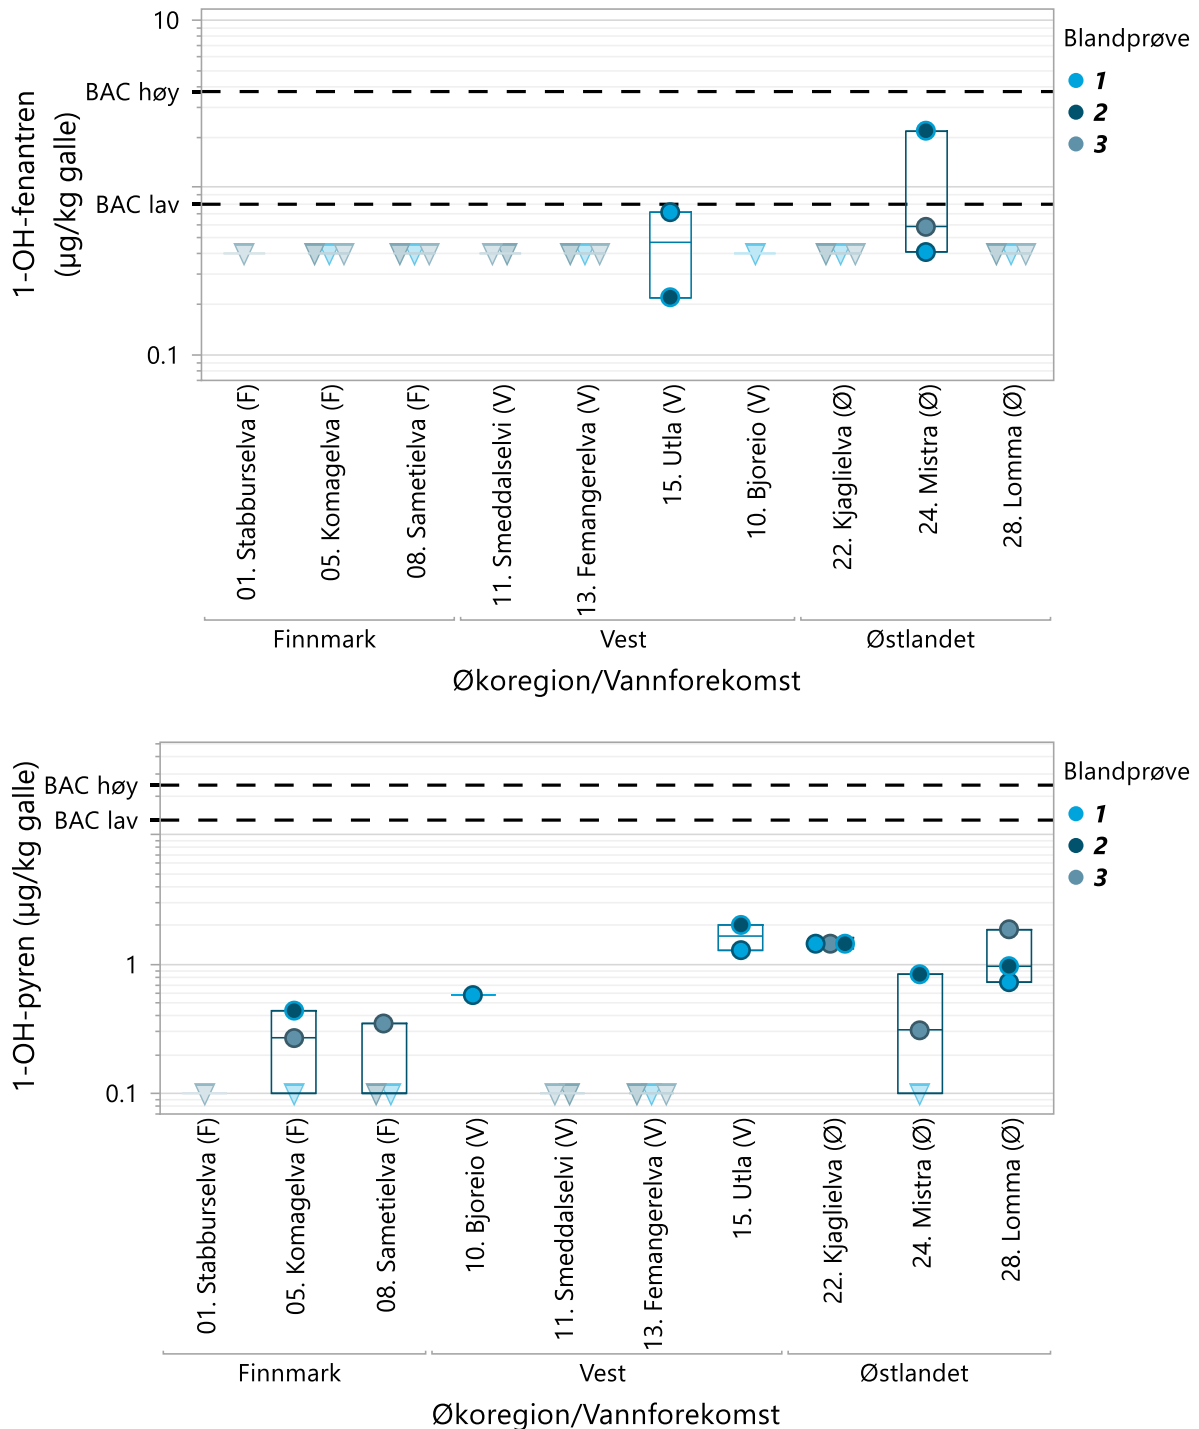 10
BAC høy
BAC lav
0.1
1-OH-fenantren
(µg/kg galle)
Blandprøve
1
2
3
01. Stabburselva (F)
05. Komagelva (F)
08. Sametielva (F)
11. Smeddalselvi (V)
13. Femangerelva (V)
15. Utla (V)
10. Bjoreio (V)
22. Kjaglielva (Ø)
24. Mistra (Ø)
28. Lomma (Ø)
Finnmark
Vest
Østlandet
Økoregion/Vannforekomst
BAC høy
BAC lav
1
0.1
1-OH-pyren (µg/kg galle)
Blandprøve
1
2
3
01. Stabburselva (F)
05. Komagelva (F)
08. Sametielva (F)
10. Bjoreio (V)
11. Smeddalselvi (V)
13. Femangerelva (V)
15. Utla (V)
22. Kjaglielva (Ø)
24. Mistra (Ø)
28. Lomma (Ø)
Finnmark
Vest
Østlandet
Økoregion/Vannforekomst